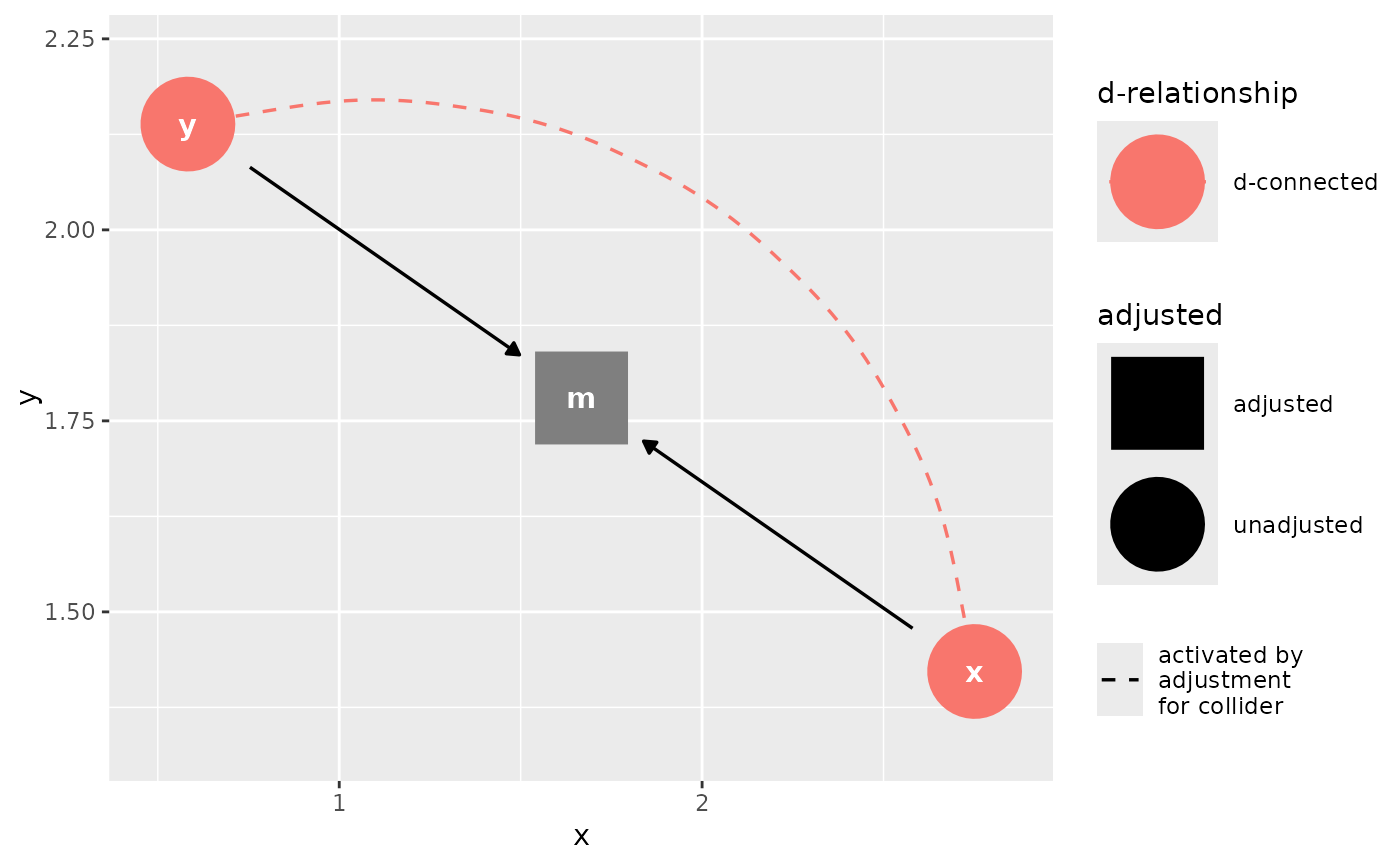 2.25
2.00
1.75
1.50
y
y
m
x
1
2
x
d-relationship
d-connected
adjusted
adjusted
unadjusted
activated by
adjustment
for collider